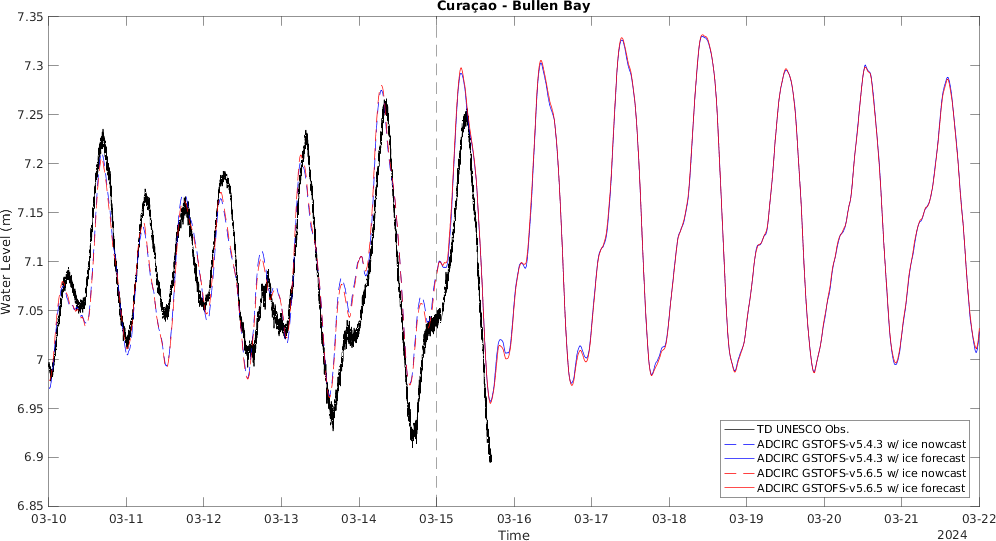 Curaçao - Bullen Bay
7.35
7.3
7.25
7.2
7.15
7.1
7.05
7
6.95
6.9
6.85
Water Level (m)
03-10 03-11 03-12 03-13 03-14 03-15 03-16 03-17 03-18 03-19 03-20 03-21 03-22
Time
2024
TD UNESCO Obs.
ADCIRC GSTOFS-v5.4.3 w/ ice nowcast
ADCIRC GSTOFS-v5.4.3 w/ ice forecast
ADCIRC GSTOFS-v5.6.5 w/ ice nowcast
ADCIRC GSTOFS-v5.6.5 w/ ice forecast